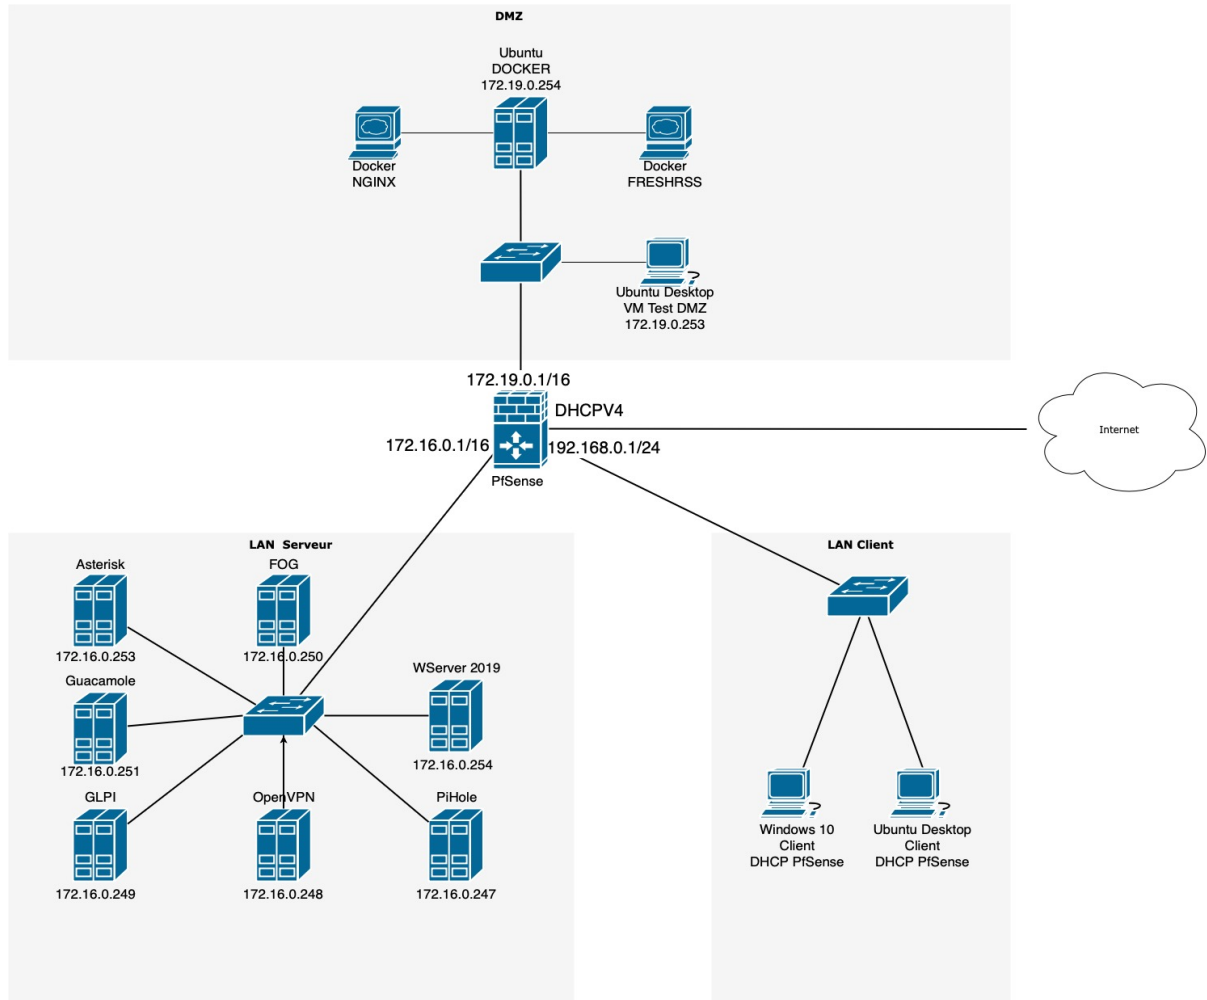 DMZ
Ubuntu
DOCKER
172.19.0.254
Docker
NGINX
Docker
FRESHRSS
Ubuntu Desktop
VM Test DMZ
172.19.0.253
172.19.0.1/16
DHCPV4
172.16.0.1/16
192.168.0.1/24
PfSense
Internet
LAN Serveur
Asterisk
172.16.0.253
FOG
172.16.0.250
Guacamole
172.16.0.251
WServer 2019
172.16.0.254
GLPI
172.16.0.249
OpenVPN
172.16.0.248
PiHole
172.16.0.247
LAN Client
Windows 10
Client
DHCP PfSense
Ubuntu Desktop
Client
DHCP PfSense